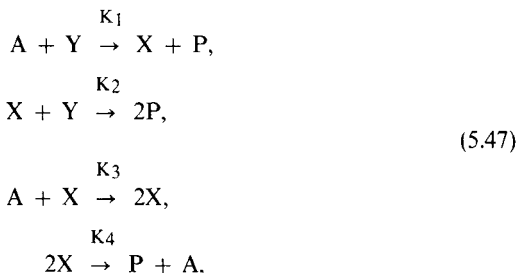 K1
A + Y → X + P,
K2
X + Y → 2P,
(5.47)
K3
A + X → 2X,
K4
2X → P + A.